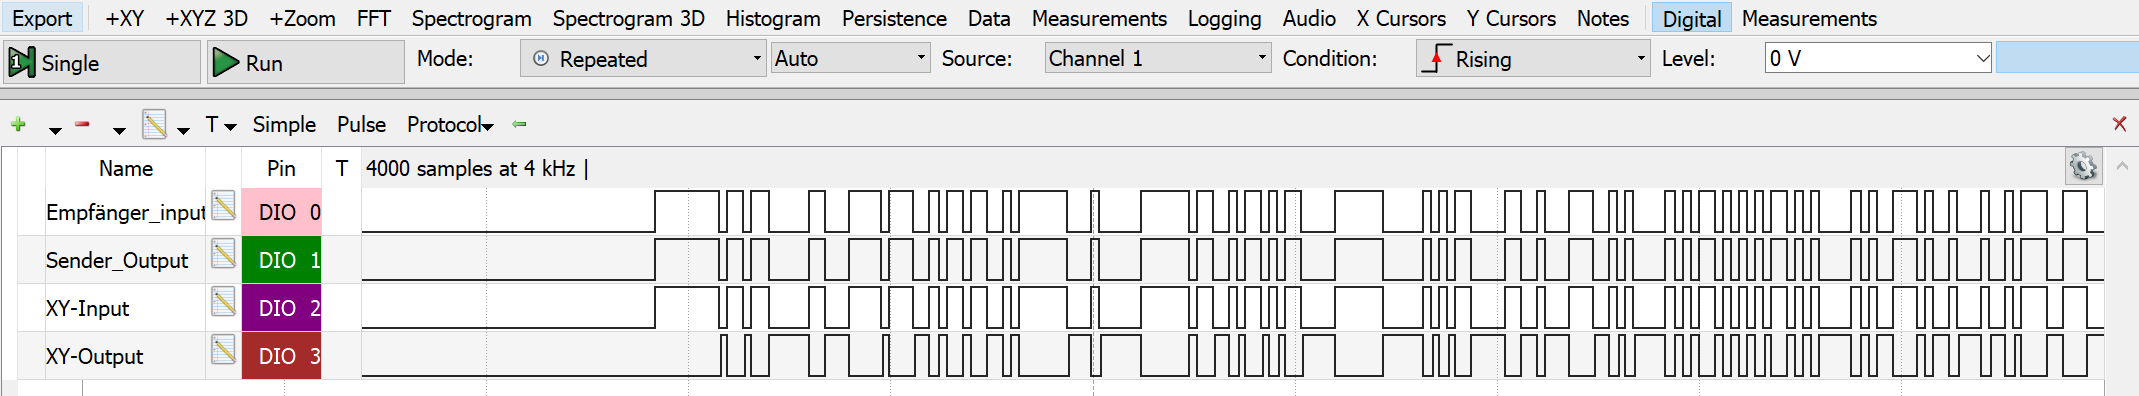 Export +XY +XYZ 3D +Zoom FFT Spectrogram Spectrogram 3D Histogram Persistence Data Measurements Logging Audio X Cursors Y Cursors Notes Digital Measurements
1 Single Run Mode: Repeated Auto Source: Channel 1 Condition: Rising Level: 0 V
T Simple Pulse Protocol
Name Pin T 4000 samples at 4 kHz |
Empfänger_input DIO 0
Sender_Output DIO 1
XY-Input DIO 2
XY-Output DIO 3